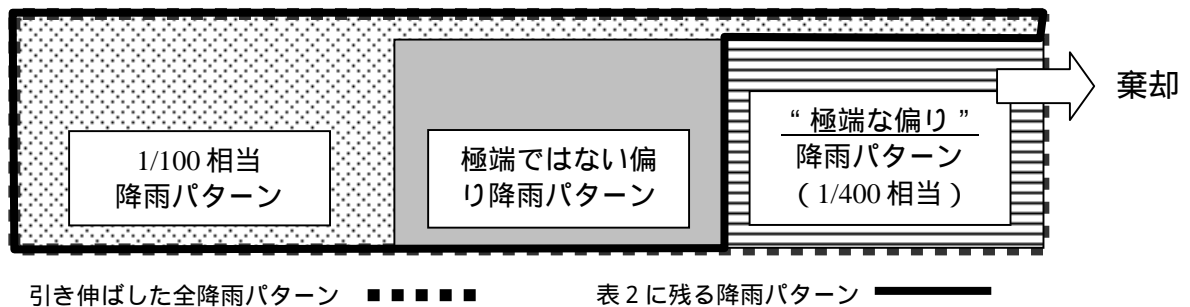 1/100 相当
降雨パターン
極端ではない偏
り降雨パターン
“ 極端な偏り ”
降雨パターン
( 1/400 相当 )
棄却
引き伸ばした全降雨パターン
表 2 に残る降雨パターン